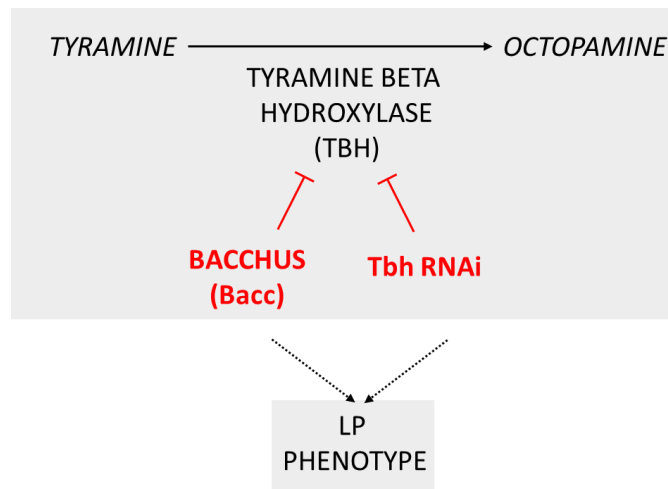 TYRAMINE OCTOPAMINE
TYRAMINE BETA
HYDROXYLASE
(TBH)
BACCHUS
(Bacc)
Tbh RNAi
LP
PHENOTYPE